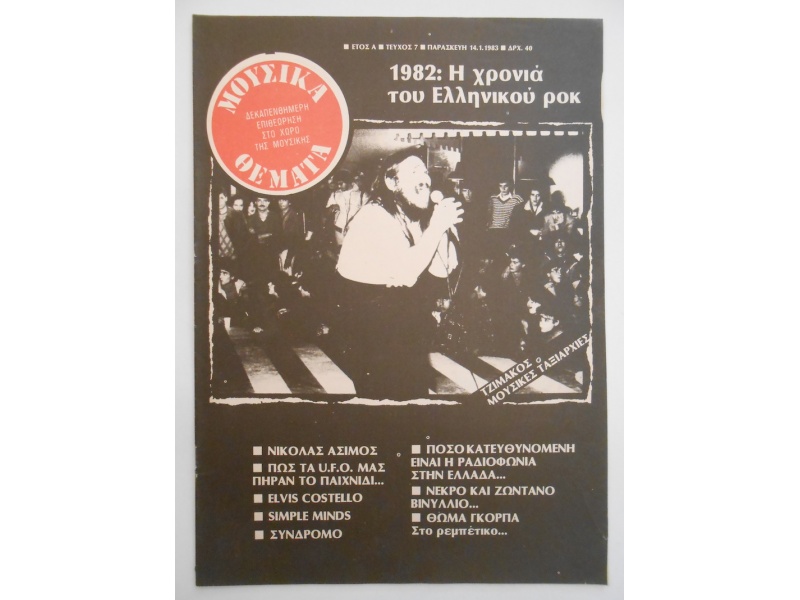 ■ ΕΤΟΣ Α ■ ΤΕΥΧΟΣ 7 ■ ΠΑΡΑΣΚΕΥΗ 14.1.1983 ■ ΔΡΧ. 40
1982: Η χρονιά
του Ελληνικού ροκ
ΜΟΥΣΙΚΑ
ΔΕΚΑΠΕΝΘΗΜΕΡΗ
ΕΠΙΘΕΩΡΗΣΗ
ΣΤΟ ΧΩΡΟ
ΤΗΣ ΜΟΥΣΙΚΗΣ
ΘΕΜΑΤΑ
ΤΖΙΜΑΚΟΣ
ΜΟΥΣΙΚΕΣ ΤΑΞΙΑΡΧΙΕΣ
■ ΝΙΚΟΛΑΣ ΑΣΙΜΟΣ
■ ΠΩΣ ΤΑ U.F.O. ΜΑΣ
ΠΗΡΑΝ ΤΟ ΠΑΙΧΝΙΔΙ...
■ ELVIS COSTELLO
■ SIMPLE MINDS
■ ΣΥΝΔΡΟΜΟ
■ ΠΟΣΟ ΚΑΤΕΥΘΥΝΟΜΕΝΗ
ΕΙΝΑΙ Η ΡΑΔΙΟΦΩΝΙΑ
ΣΤΗΝ ΕΛΛΑΔΑ...
■ ΝΕΚΡΟ ΚΑΙ ΖΩΝΤΑΝΟ
ΒΙΝΥΛΛΙΟ...
■ ΘΩΜΑ ΓΚΟΡΠΑ
Στο ρεμπέτικο...